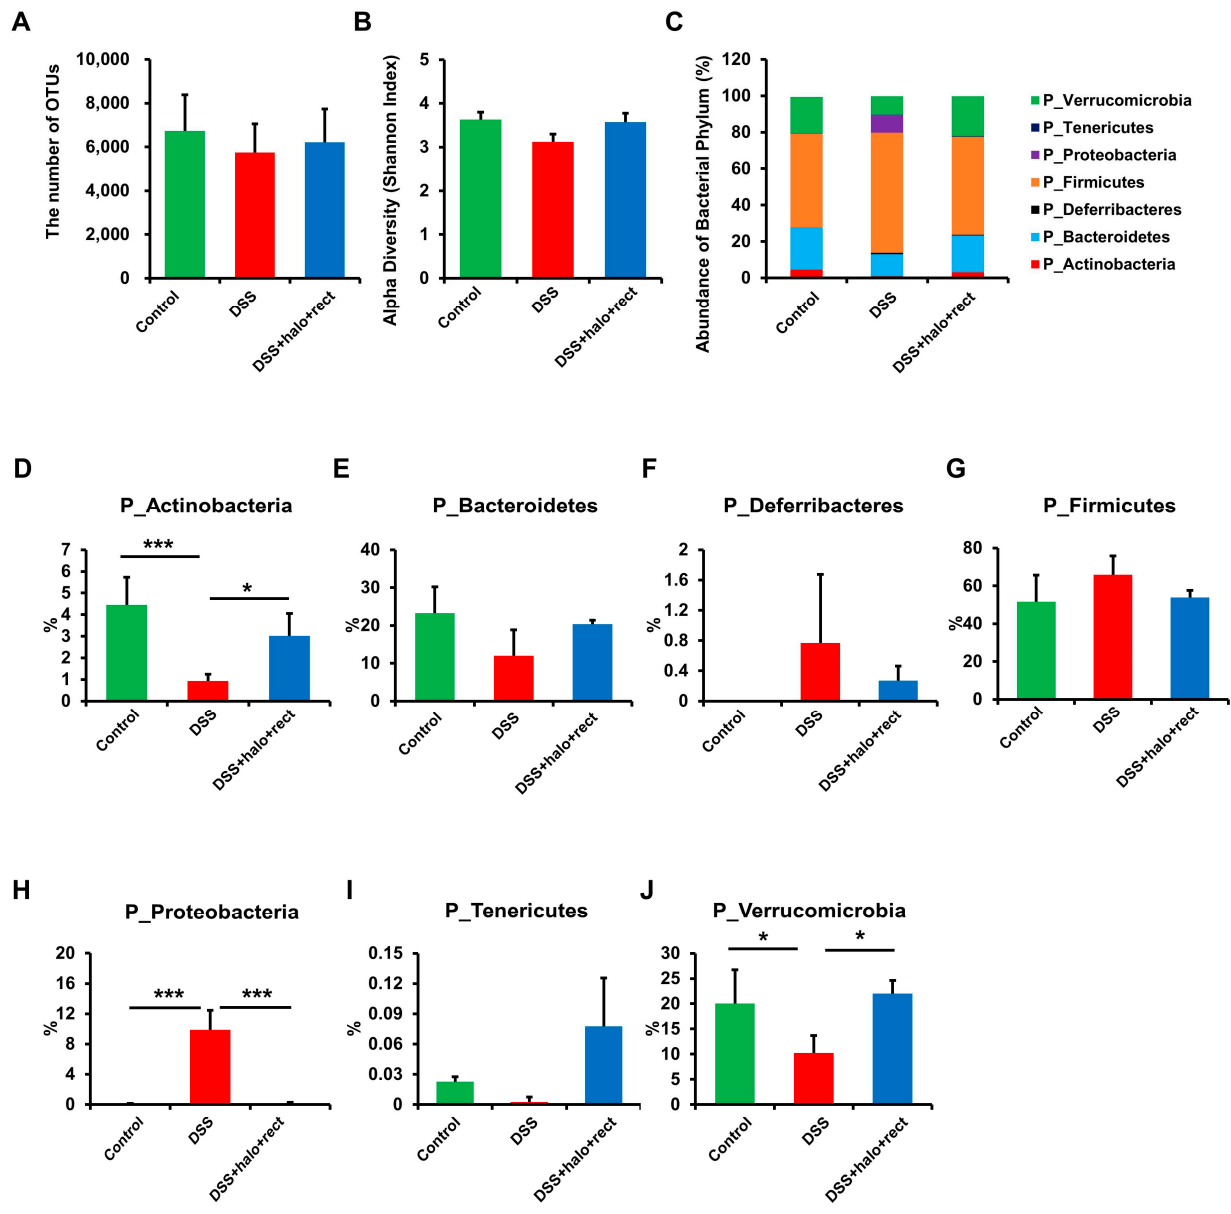 A
The number of OTUs
10,000
8,000
6,000
4,000
2,000
0
Control
DSS
DSS+halo+rect
B
Alpha Diversity (Shannon Index)
5
4
3
2
1
0
Control
DSS
DSS+halo+rect
C
Abundance of Bacterial Phylum (%)
120
100
80
60
40
20
0
Control
DSS
DSS+halo+rect
P_Verrucomicrobia
P_Tenericutes
P_Proteobacteria
P_Firmicutes
P_Deferribacteres
P_Bacteroidetes
P_Actinobacteria
D
P_Actinobacteria
%
7
6
5
4
3
2
1
0
***
*
Control
DSS
DSS+halo+rect
E
P_Bacteroidetes
%
40
30
20
10
0
Control
DSS
DSS+halo+rect
F
P_Deferribacteres
%
2
1.6
1.2
0.8
0.4
0
Control
DSS
DSS+halo+rect
G
P_Firmicutes
%
80
60
40
20
0
Control
DSS
DSS+halo+rect
H
P_Proteobacteria
%
20
16
12
8
4
0
***
***
Control
DSS
DSS+halo+rect
I
P_Tenericutes
%
0.15
0.12
0.09
0.06
0.03
0
Control
DSS
DSS+halo+rect
J
P_Verrucomicrobia
%
30
25
20
15
10
5
0
*
*
Control
DSS
DSS+halo+rect